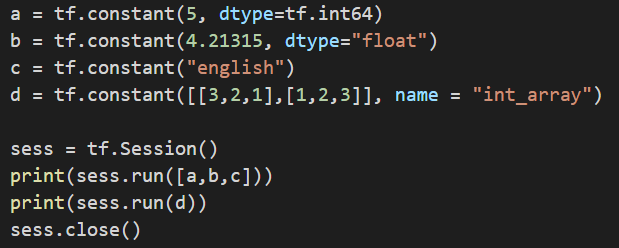 a = tf.constant(5, dtype=tf.int64)
b = tf.constant(4.21315, dtype="float")
c = tf.constant("english")
d = tf.constant([[3,2,1],[1,2,3]], name = "int_array")
sess = tf.Session()
print(sess.run([a,b,c]))
print(sess.run(d))
sess.close()